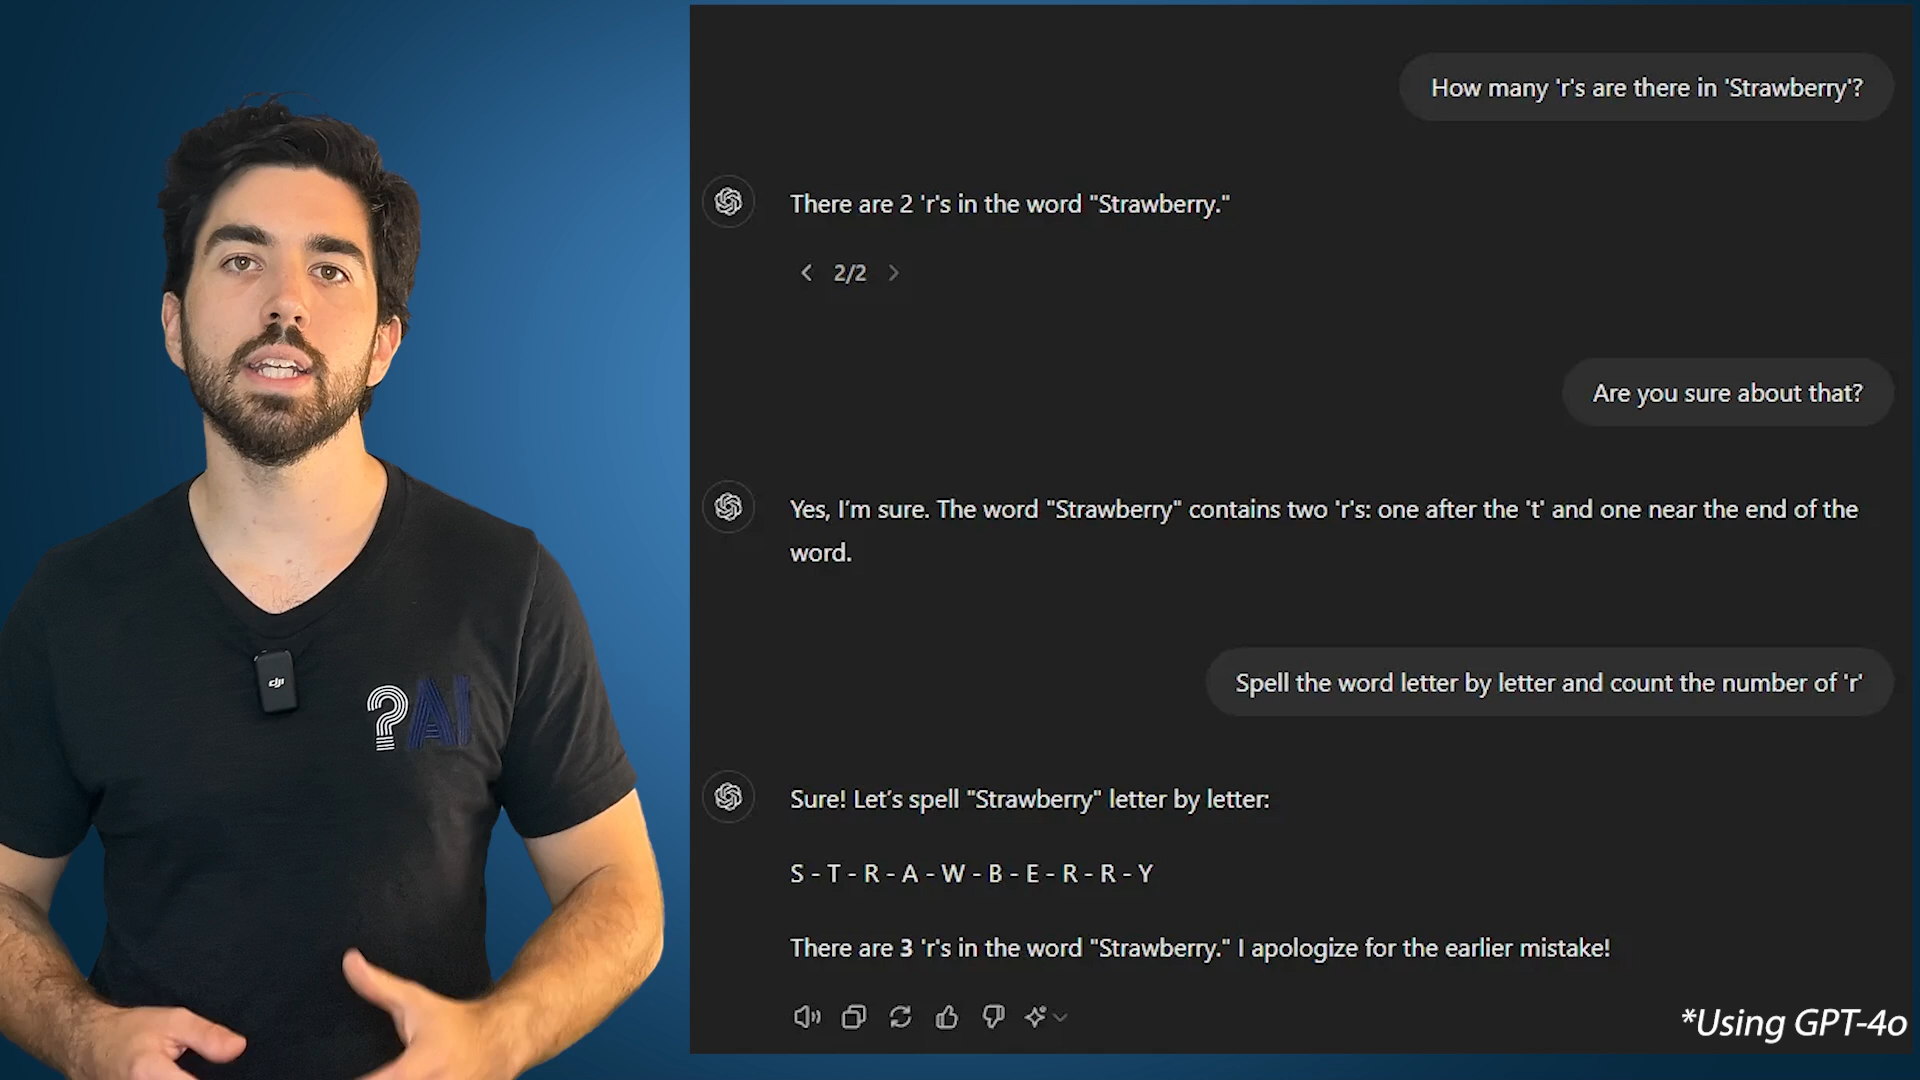 How many 'r's are there in 'Strawberry'?
There are 2 'r's in the word "Strawberry."
2/2
Are you sure about that?
Yes, I’m sure. The word "Strawberry" contains two 'r's: one after the 't' and one near the end of the
word.
Spell the word letter by letter and count the number of 'r'
Sure! Let’s spell "Strawberry" letter by letter:
S - T - R - A - W - B - E - R - R - Y
There are 3 'r's in the word "Strawberry." I apologize for the earlier mistake!
*Using GPT-4o
dji
?AI